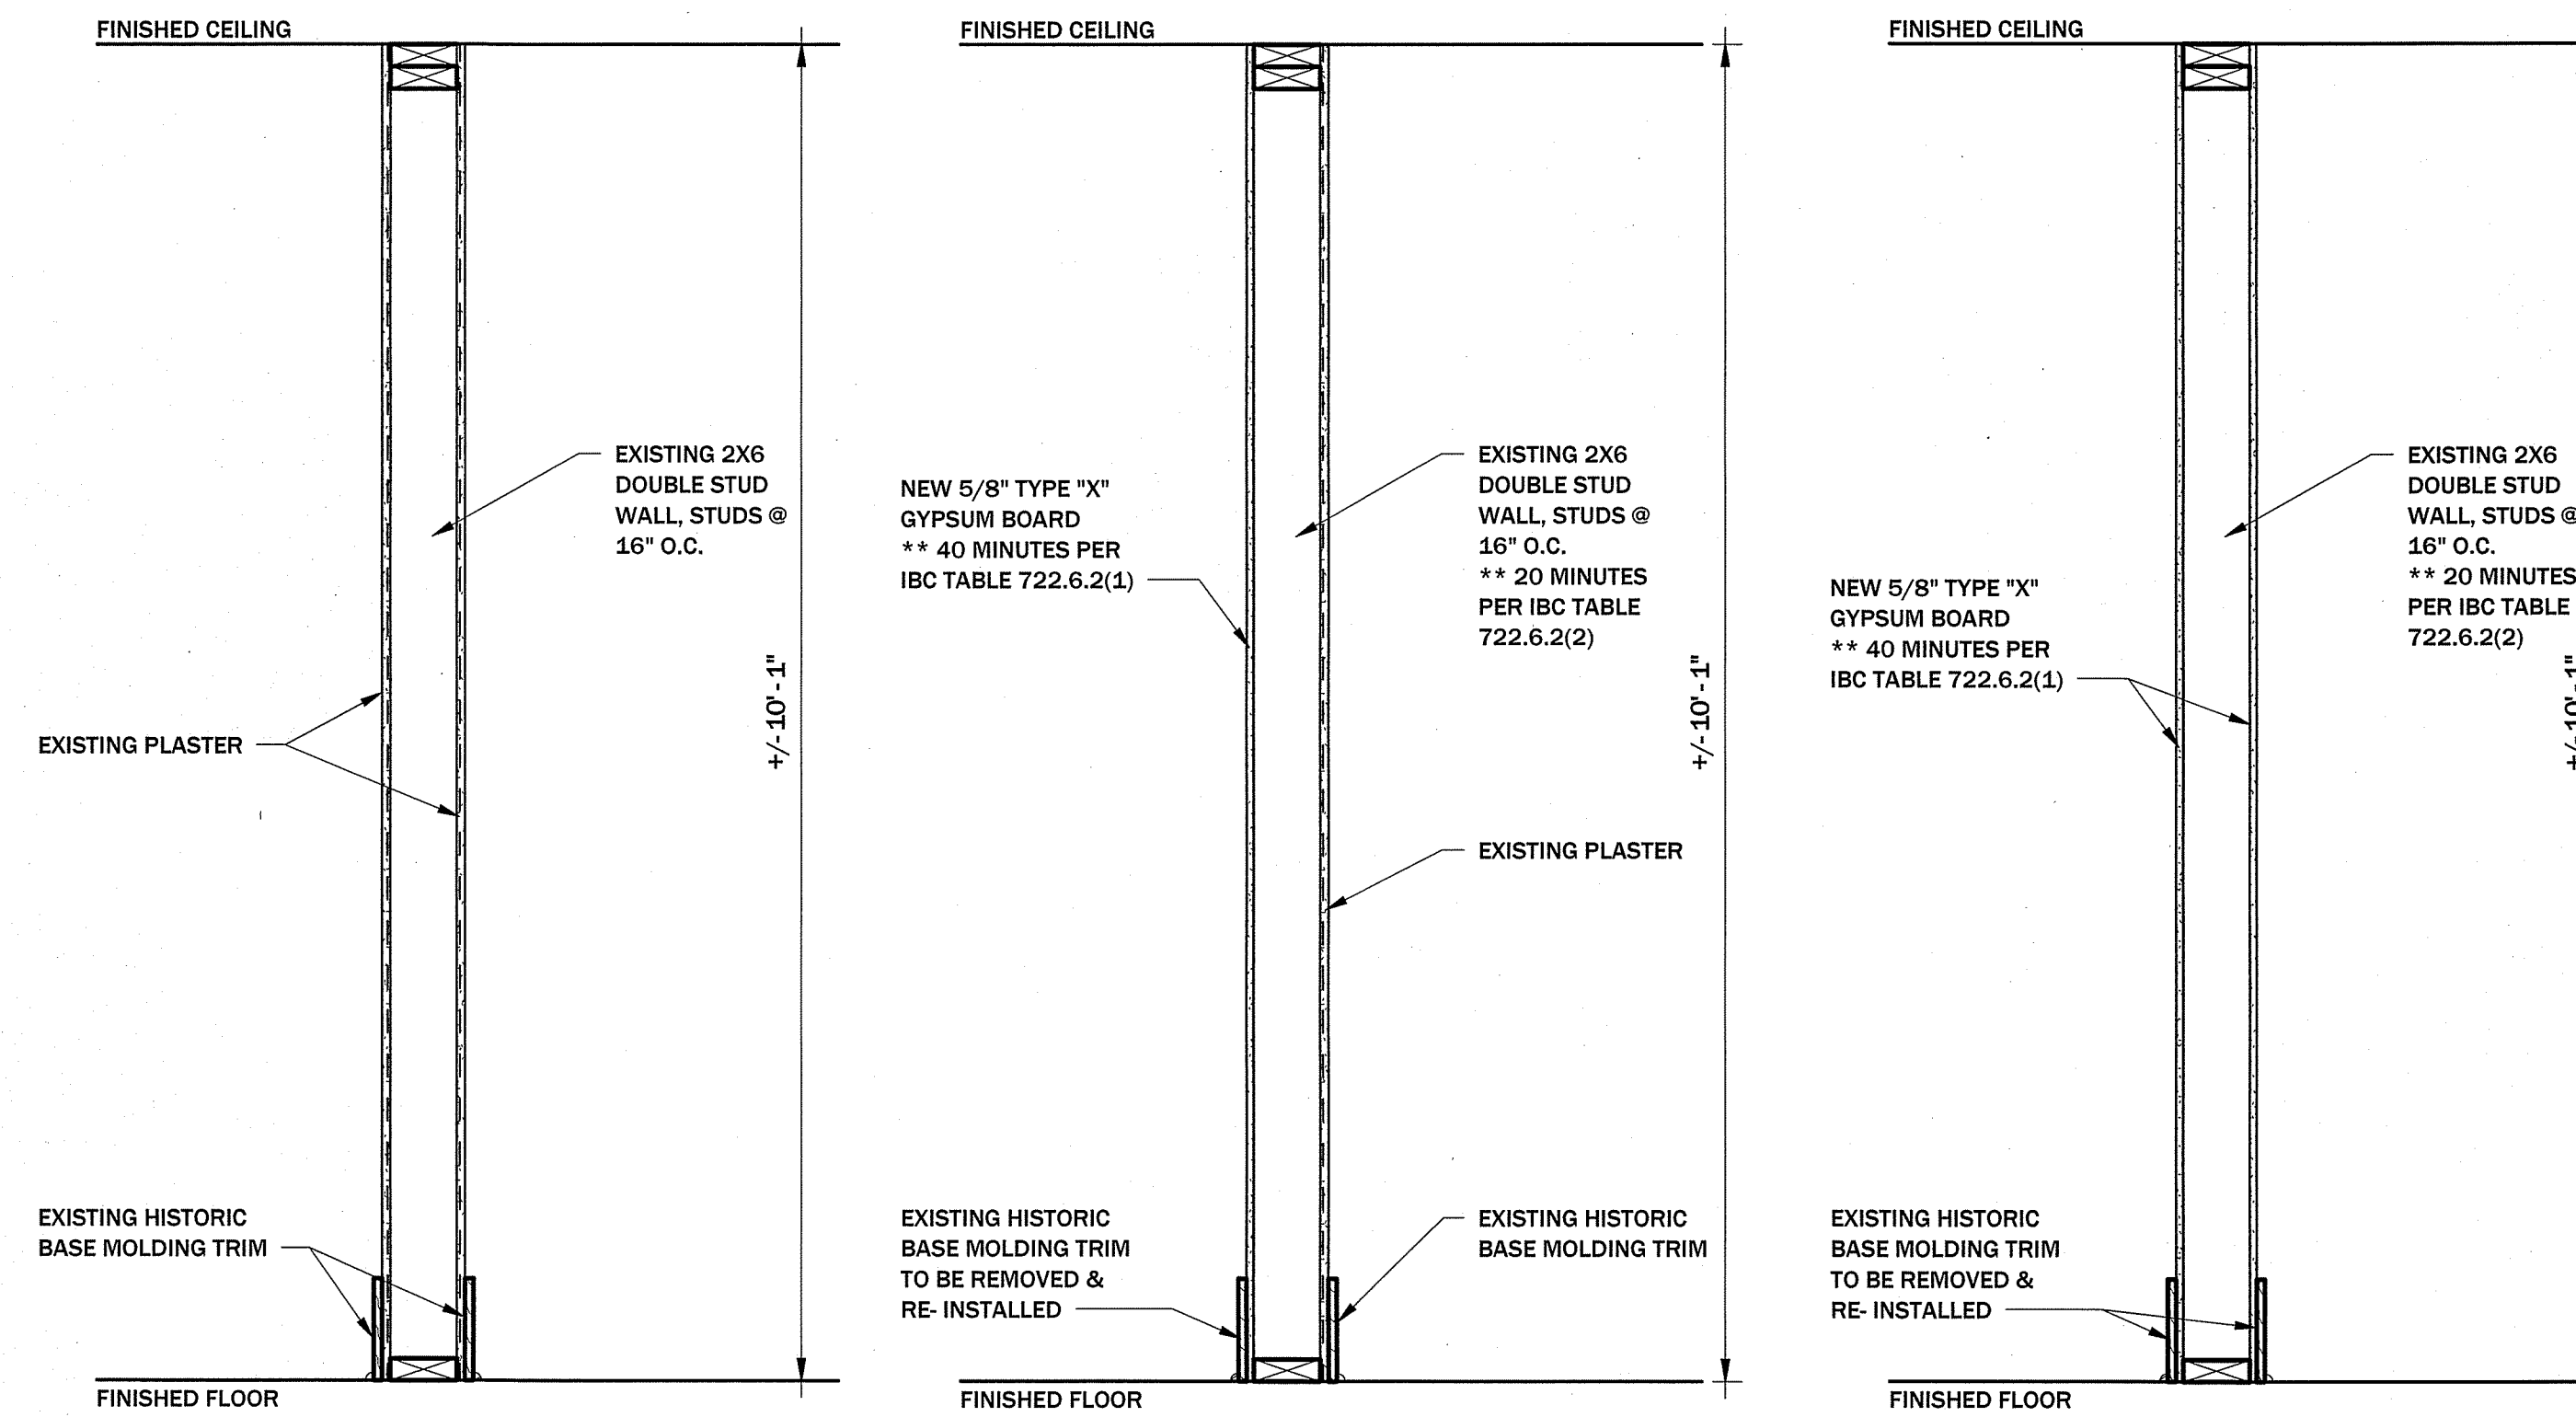 FINISHED CEILING
EXISTING 2X6
DOUBLE STUD
WALL, STUDS @
16" O.C.
+/-10'-1"
EXISTING PLASTER
EXISTING HISTORIC
BASE MOLDING TRIM
FINISHED FLOOR
FINISHED CEILING
NEW 5/8" TYPE "X"
GYPSUM BOARD
** 40 MINUTES PER
IBC TABLE 722.6.2(1)
EXISTING 2X6
DOUBLE STUD
WALL, STUDS @
16" O.C.
** 20 MINUTES
PER IBC TABLE
722.6.2(2)
+/-10'-1"
EXISTING PLASTER
EXISTING HISTORIC
BASE MOLDING TRIM
TO BE REMOVED &
RE- INSTALLED
EXISTING HISTORIC
BASE MOLDING TRIM
FINISHED FLOOR
FINISHED CEILING
EXISTING 2X6
DOUBLE STUD
WALL, STUDS @
16" O.C.
** 20 MINUTES
PER IBC TABLE
722.6.2(2)
NEW 5/8" TYPE "X"
GYPSUM BOARD
** 40 MINUTES PER
IBC TABLE 722.6.2(1)
+/-10'-1"
EXISTING HISTORIC
BASE MOLDING TRIM
TO BE REMOVED &
RE- INSTALLED
FINISHED FLOOR